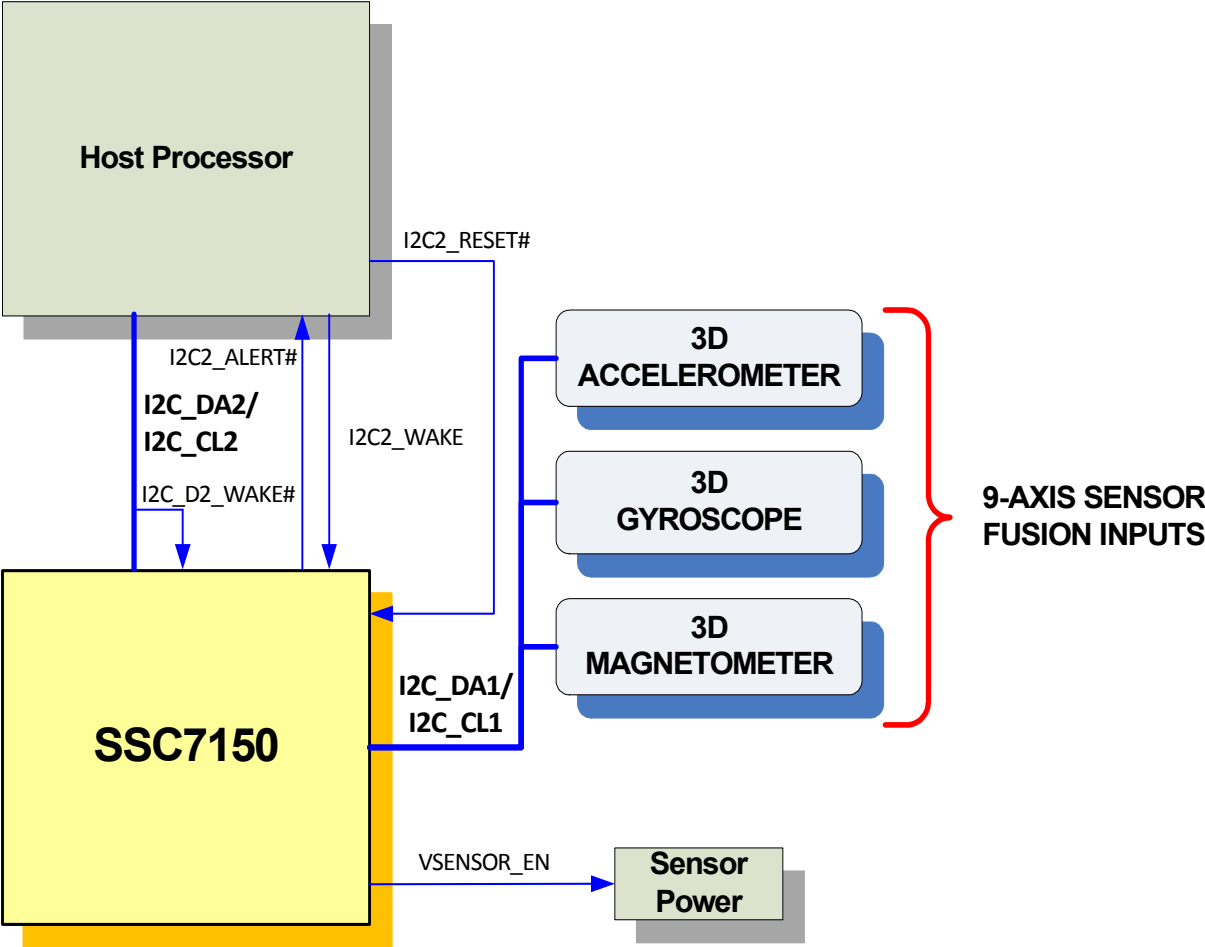 Host Processor
I2C2_RESET#
I2C2_ALERT#
I2C_DA2/
I2C_CL2
I2C2_WAKE
I2C_D2_WAKE#
3D
ACCELEROMETER
3D
GYROSCOPE
3D
MAGNETOMETER
9-AXIS SENSOR
FUSION INPUTS
I2C_DA1/
I2C_CL1
SSC7150
VSENSOR_EN
Sensor
Power